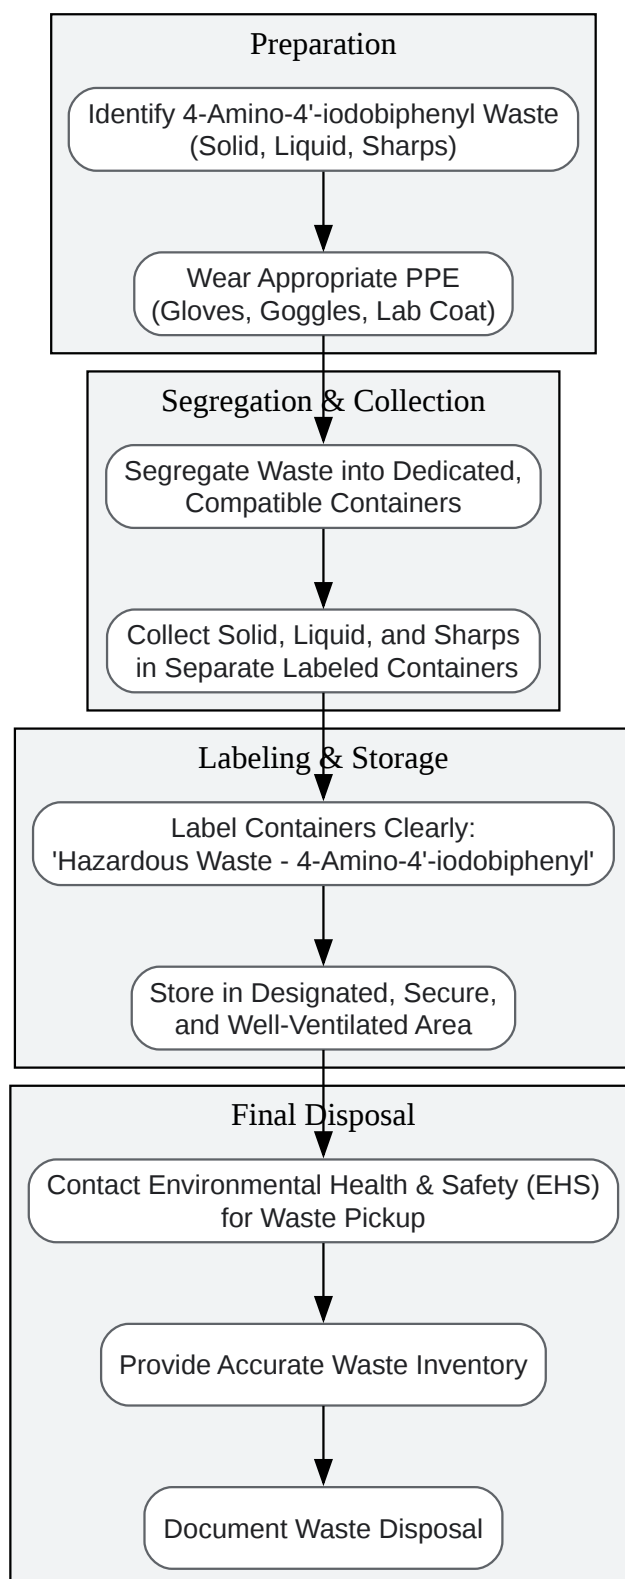 Preparation
Identify 4-Amino-4'-iodobiphenyl Waste
(Solid, Liquid, Sharps)
Wear Appropriate PPE
(Gloves, Goggles, Lab Coat)
Segregation & Collection
Segregate Waste into Dedicated,
Compatible Containers
Collect Solid, Liquid, and Sharps
in Separate Labeled Containers
Labeling & Storage
Label Containers Clearly:
'Hazardous Waste - 4-Amino-4'-iodobiphenyl'
Store in Designated, Secure,
and Well-Ventilated Area
Final Disposal
Contact Environmental Health & Safety (EHS)
for Waste Pickup
Provide Accurate Waste Inventory
Document Waste Disposal